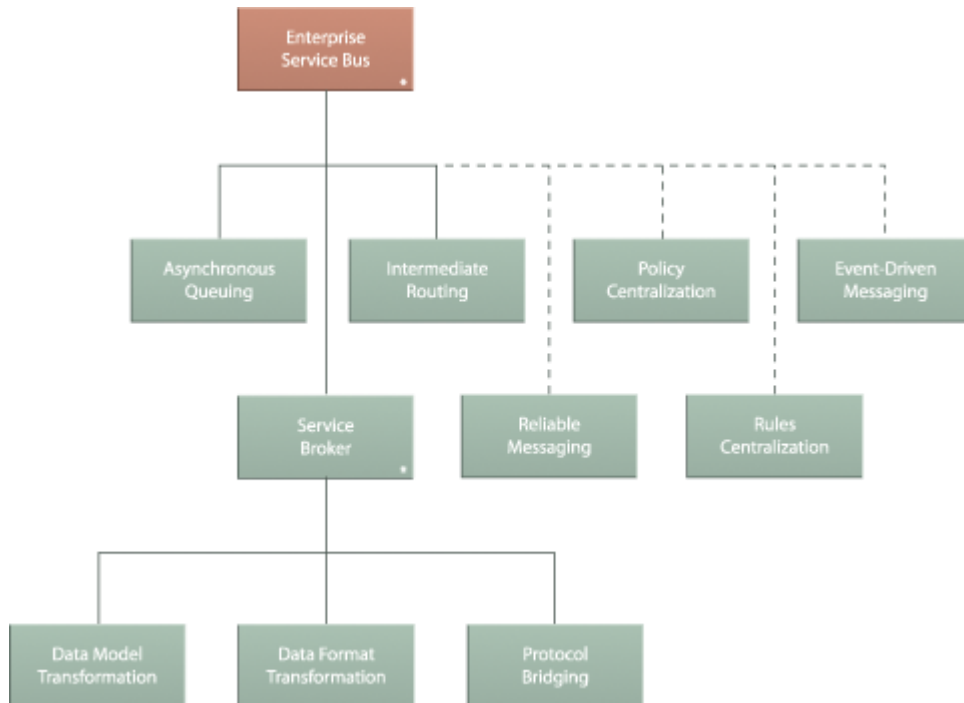 Enterprise
Service Bus
Asynchronous
Queuing
Intermediate
Routing
Policy
Centralization
Event-Driven
Messaging
Service
Broker
Reliable
Messaging
Rules
Centralization
Data Model
Transformation
Data Format
Transformation
Protocol
Bridging